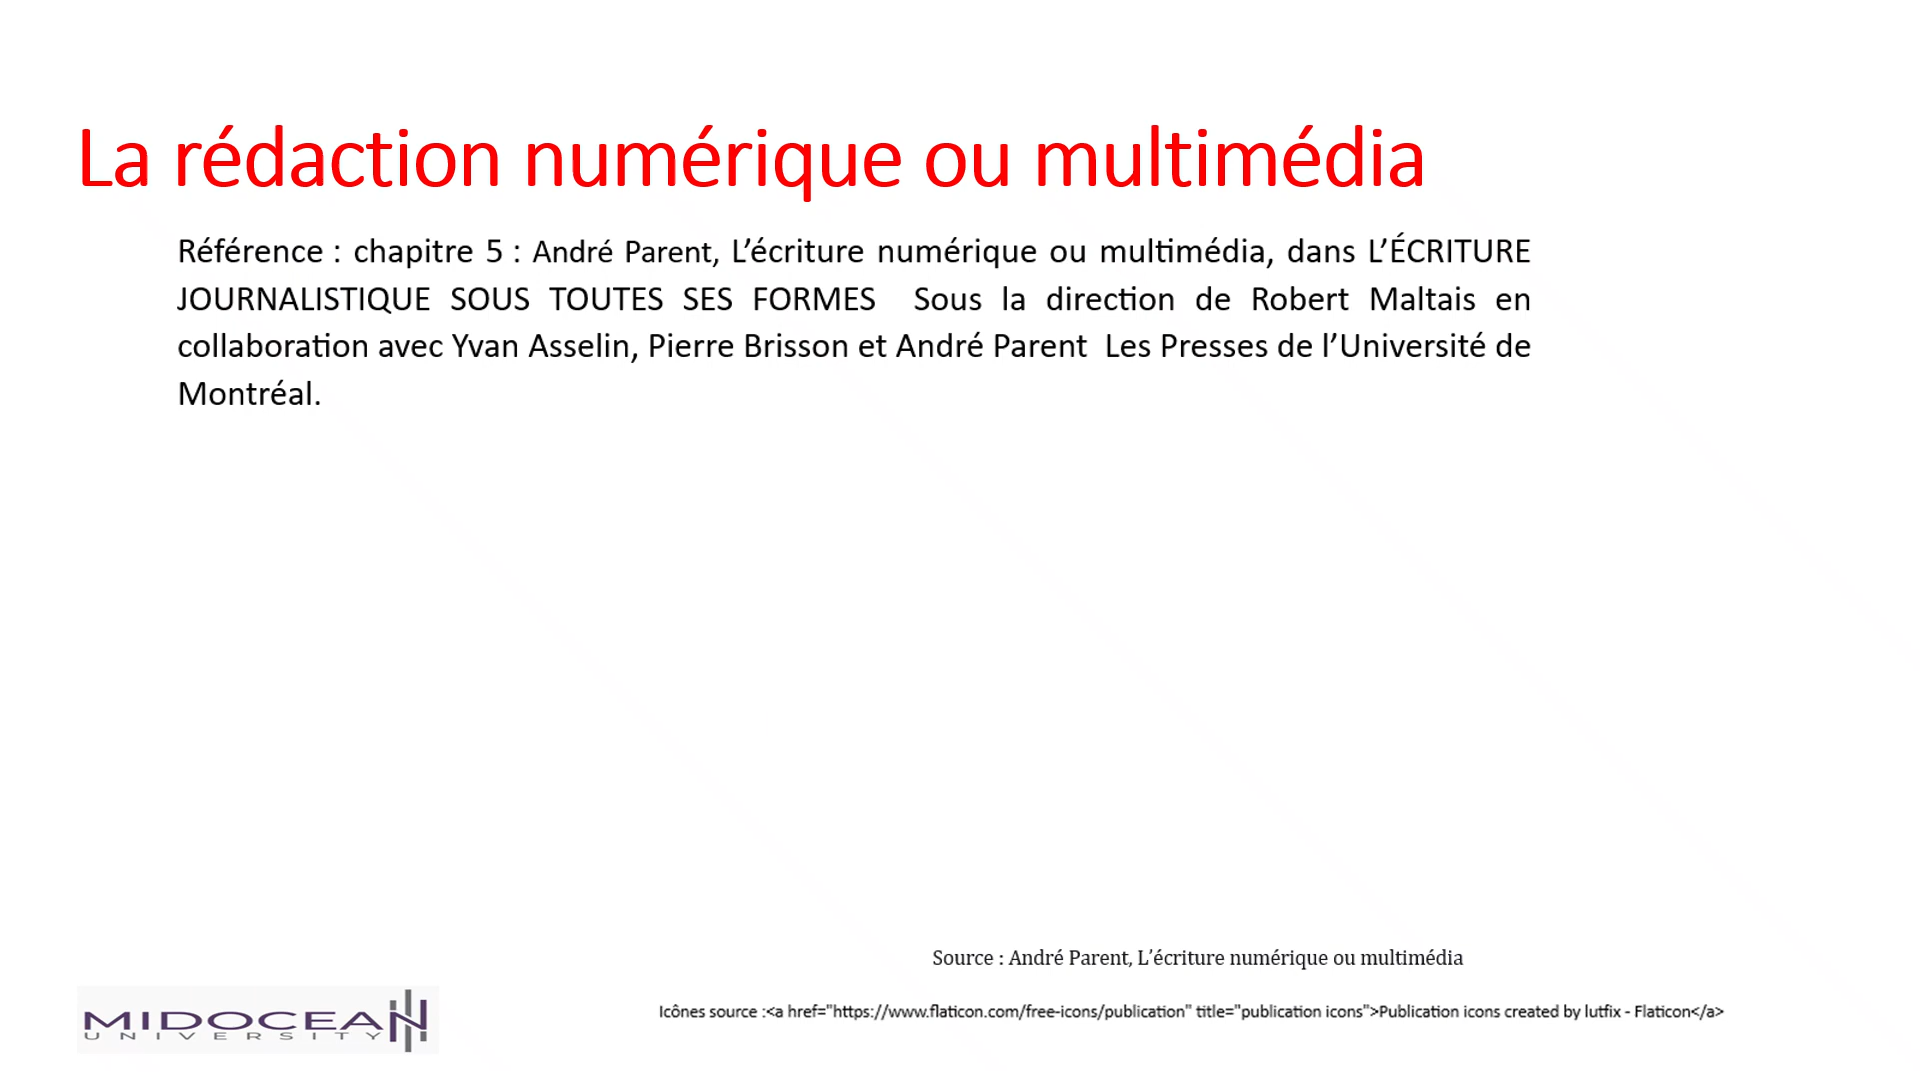 La rédaction numérique ou multimédia
Référence : chapitre 5 : André Parent, L’écriture numérique ou multimédia, dans L’ÉCRITURE
JOURNALISTIQUE SOUS TOUTES SES FORMES Sous la direction de Robert Maltais en
collaboration avec Yvan Asselin, Pierre Brisson et André Parent Les Presses de l’Université de
Montréal.
Source : André Parent, L’écriture numérique ou multimédia
Icônes source :<a href="https://www.flaticon.com/free-icons/publication" title="publication icons">Publication icons created by lutfix - Flaticon</a>
MIDOCEAN
UNIVERSITY